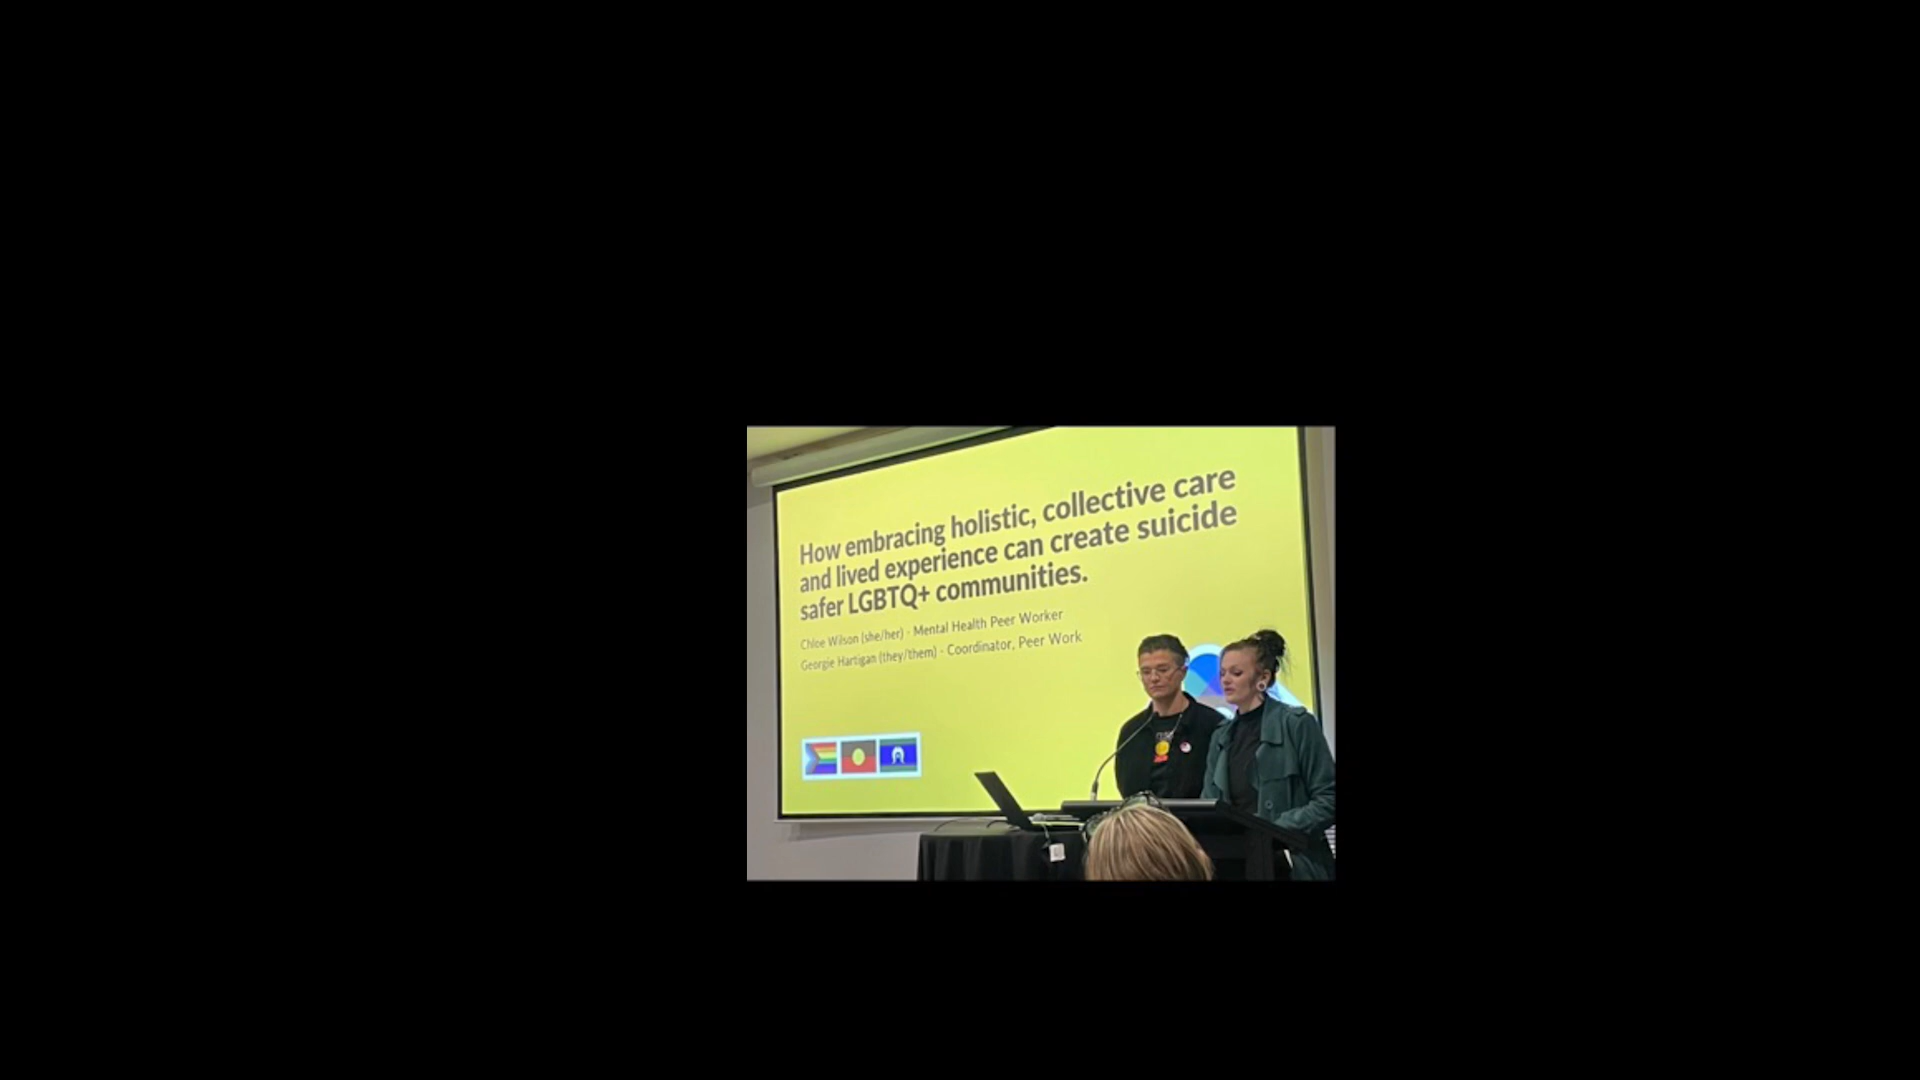 How embracing holistic, collective care
and lived experience can create suicide
safer LGBTQ+ communities.
Chloe Wilson (she/her) - Mental Health Peer Worker
Georgie Hartigan (they/them) - Coordinator, Peer Work